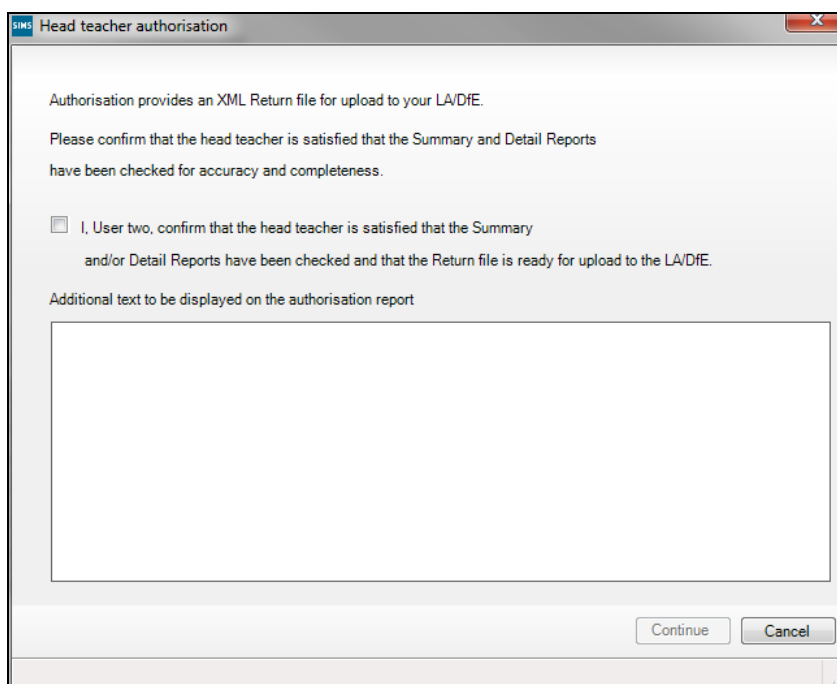 SIMS Head teacher authorisation
Authorisation provides an XML Return file for upload to your LA/DfE.
Please confirm that the head teacher is satisfied that the Summary and Detail Reports
have been checked for accuracy and completeness.
I, User two, confirm that the head teacher is satisfied that the Summary
and/or Detail Reports have been checked and that the Return file is ready for upload to the LA/DfE.
Additional text to be displayed on the authorisation report
Continue Cancel